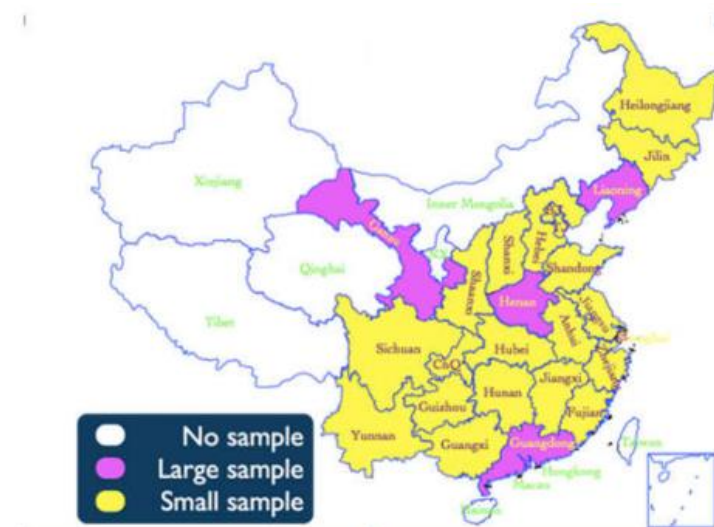 Heilongjiang
Jilin
Liaoning
Xinjiang
Inner Mongolia
Gansu
NX
Hebei
Shanxi
Shaanxi
Qinghai
Shandong
Tibet
Henan
Jiangsu
Anhui
Sichuan
ChQ
Hubei
Zhejiang
Hunan
Jiangxi
Guizhou
Fujian
Yunnan
Guangxi
Guangdong
Taiwan
Hongkong
Macau
Hainan
No sample
Large sample
Small sample